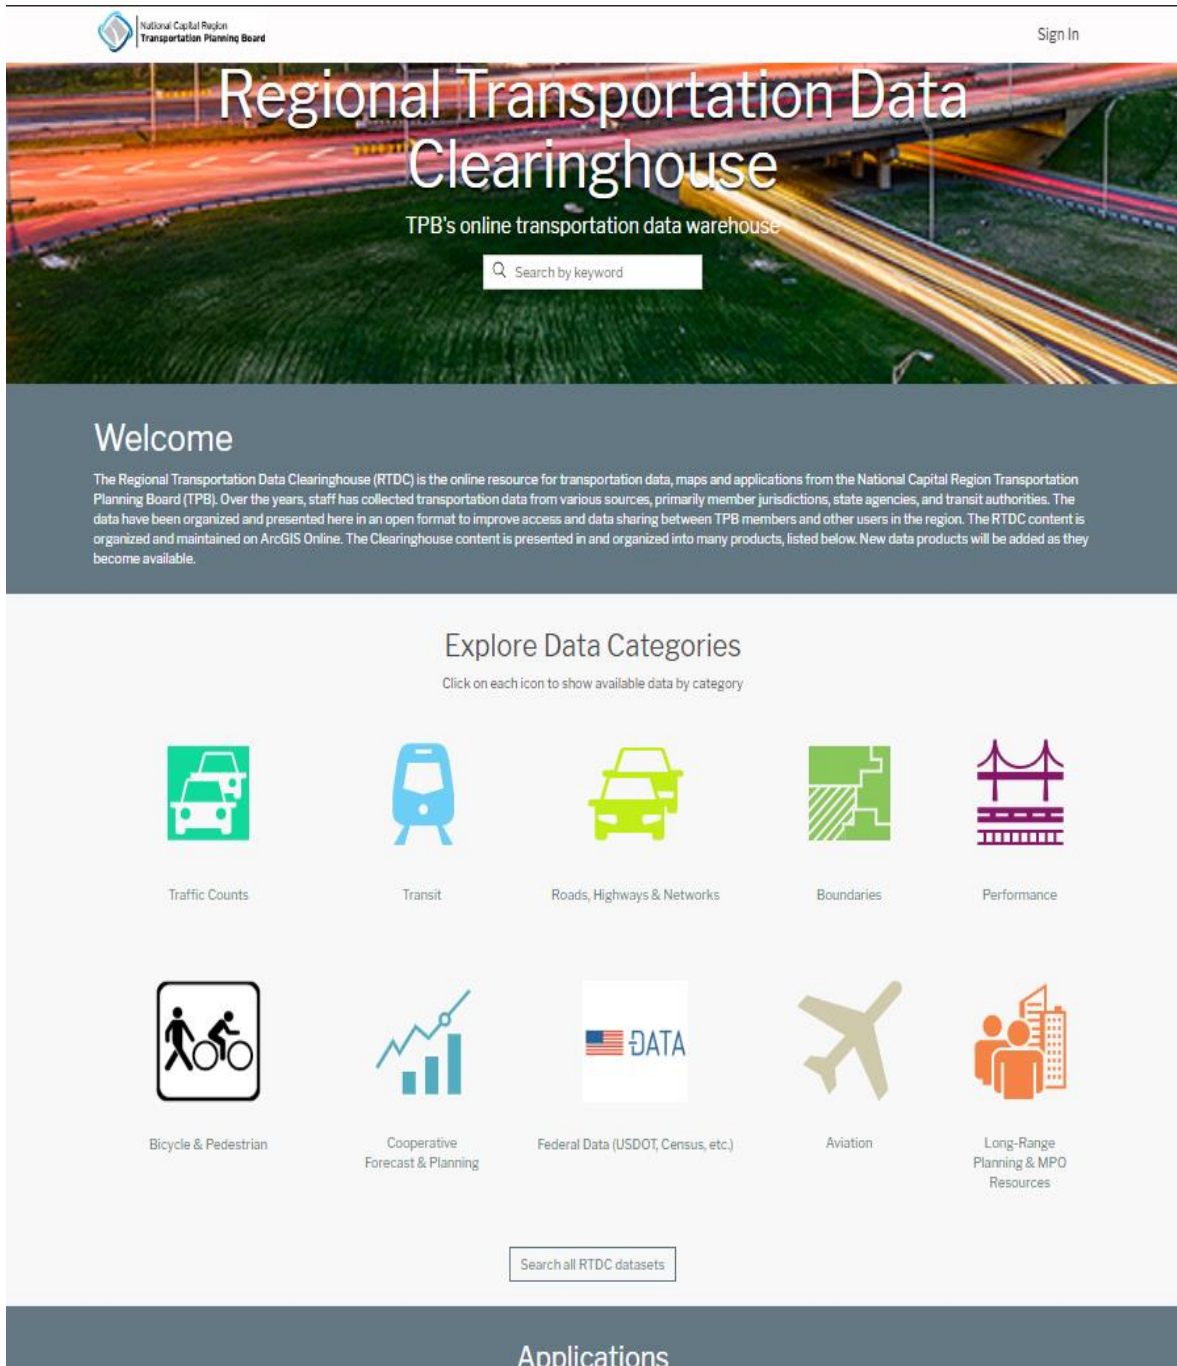 National Capital Region
Transportation Planning Board
Sign In
Regional Transportation Data
Clearinghouse
TPB's online transportation data warehouse
Search by keyword
Welcome
The Regional Transportation Data Clearinghouse (RTDC) is the online resource for transportation data, maps and applications from the National Capital Region Transportation
Planning Board (TPB). Over the years, staff has collected transportation data from various sources, primarily member jurisdictions, state agencies, and transit authorities. The
data have been organized and presented here in an open format to improve access and data sharing between TPB members and other users in the region. The RTDC content is
organized and maintained on ArcGIS Online. The Clearinghouse content is presented in and organized into many products, listed below. New data products will be added as they
become available.
Explore Data Categories
Click on each icon to show available data by category
Traffic Counts
Transit
Roads, Highways & Networks
Boundaries
Performance
DATA
Bicycle & Pedestrian
Cooperative
Forecast & Planning
Federal Data (USDOT, Census, etc.)
Aviation
Long-Range
Planning & MPO
Resources
Search all RTDC datasets
Applications